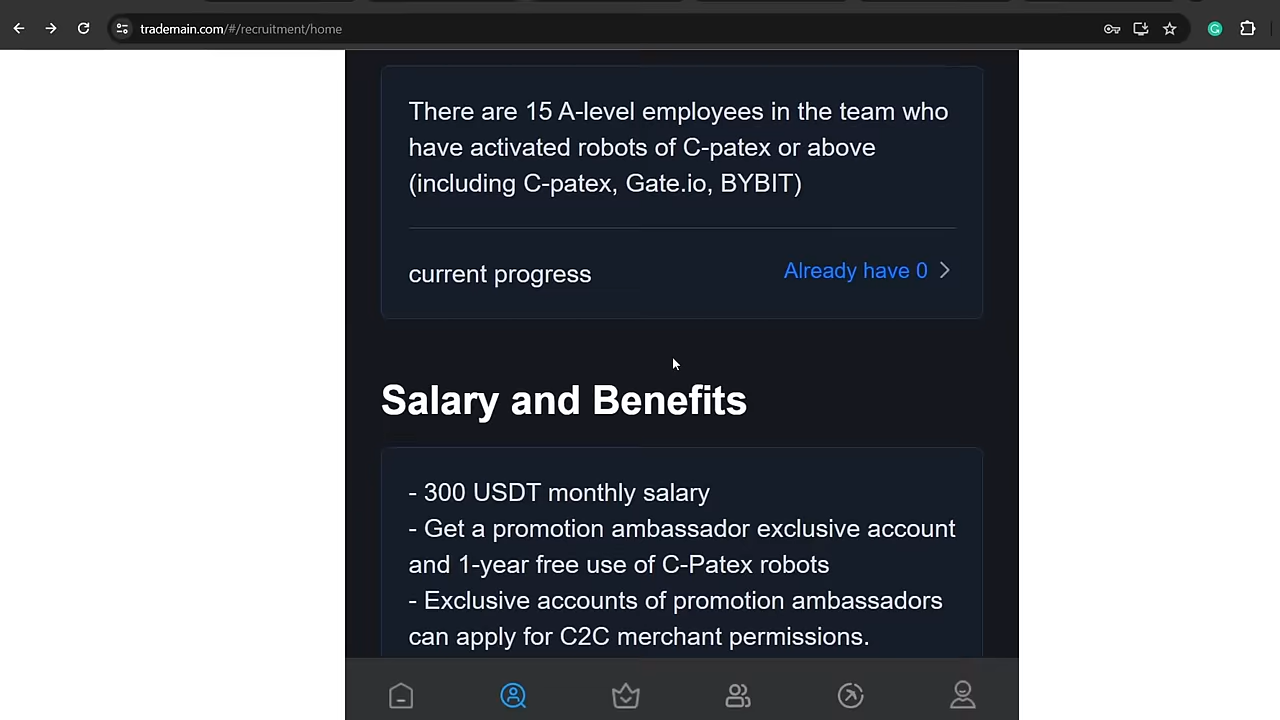 trademain.com/#/recruitment/home
There are 15 A-level employees in the team who
have activated robots of C-patex or above
(including C-patex, Gate.io, BYBIT)
current progress
Already have 0
Salary and Benefits
- 300 USDT monthly salary
- Get a promotion ambassador exclusive account
and 1-year free use of C-Patex robots
- Exclusive accounts of promotion ambassadors
can apply for C2C merchant permissions.